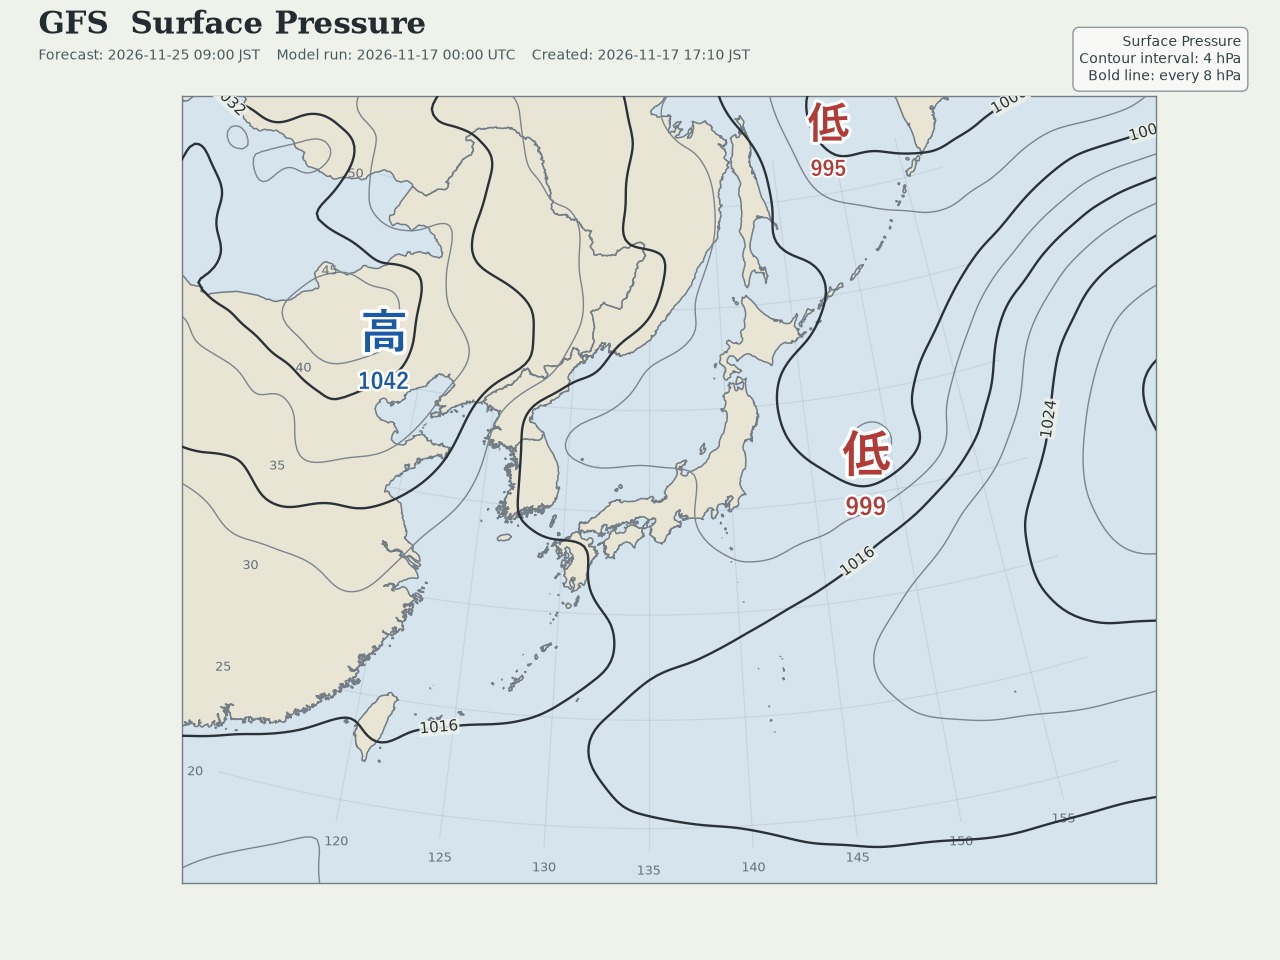 GFS  Surface Pressure
Forecast: 2026-11-25 09:00 JST    Model run: 2026-11-17 00:00 UTC    Created: 2026-11-17 17:10 JST
Surface Pressure
Contour interval: 4 hPa
Bold line: every 8 hPa
低
995
50
45
高
1042
40
1024
低
999
35
30
1016
25
1016
20
120
125
130
135
140
145
150
155